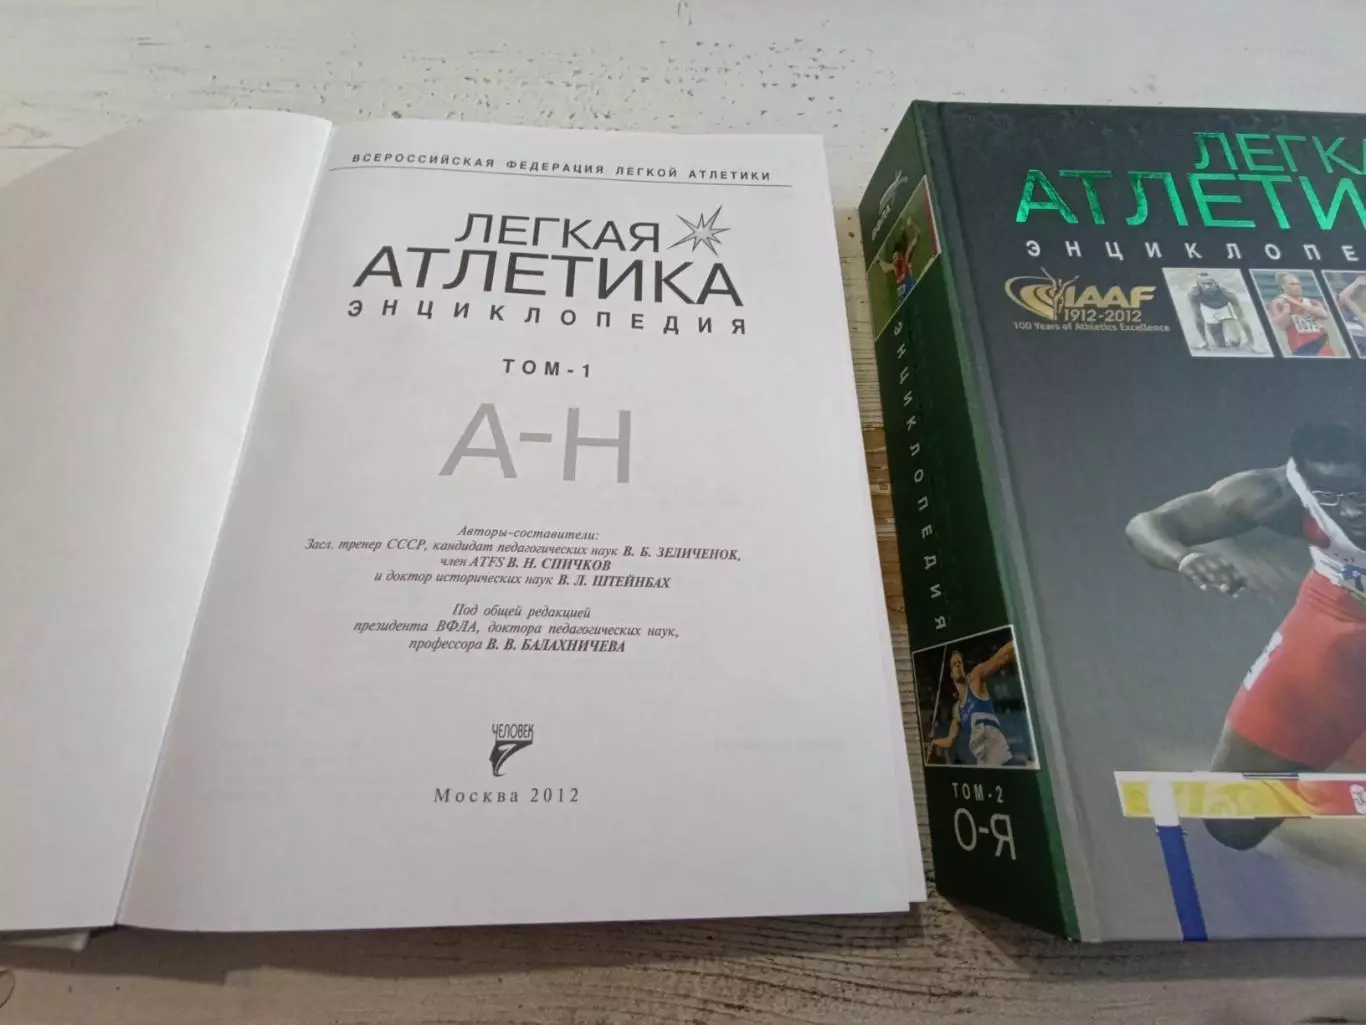 ВСЕРОССИЙСКАЯ ФЕДЕРАЦИЯ ЛЕГКОЙ АТЛЕТИКИ
ЛЕГКАЯ
АТЛЕТИКА
ЭНЦИКЛОПЕДИЯ
ТОМ-1
А-Н
Авторы-составители:
Засл. тренер СССР, кандидат педагогических наук В. Б. ЗЕЛИЧЕНОК,
член ATFS В. Н. СПИЧКОВ
и доктор исторических наук В. Л. ШТЕЙНБАХ
Под общей редакцией
президента ВФЛА, доктора педагогических наук,
профессора В. В. БАЛАХНИЧЕВА
ЧЕЛОВЕК
Москва 2012
ВФЛА
ЭНЦИКЛОПЕДИЯ
ТОМ-2
О-Я
ЛЕГКА
АТЛЕТИ
ЭНЦИКЛОПЕ
IAAF
1912-2012
100 Years of Athletics Excellence